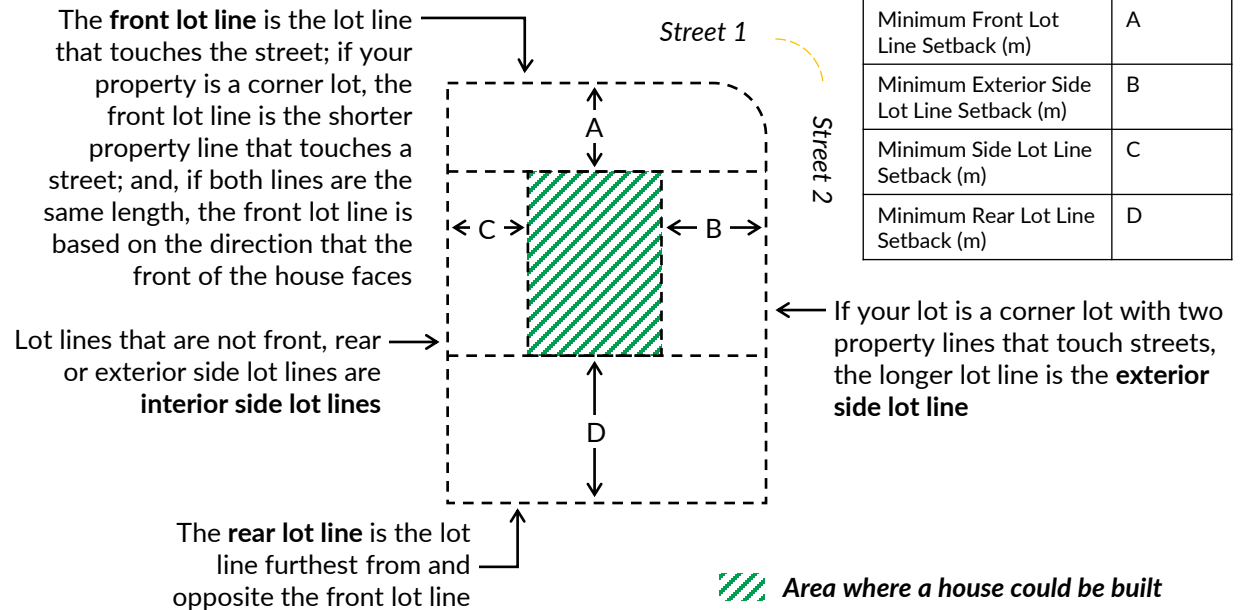 The front lot line is the lot line
that touches the street; if your
property is a corner lot, the
front lot line is the shorter
property line that touches a
street; and, if both lines are the
same length, the front lot line is
based on the direction that the
front of the house faces
Lot lines that are not front, rear
or exterior side lot lines are
interior side lot lines
The rear lot line is the lot
line furthest from and
opposite the front lot line
Street 1
Street 2
A
C
B
D
Minimum Front Lot
Line Setback (m)
A
Minimum Exterior Side
Lot Line Setback (m)
B
Minimum Side Lot Line
Setback (m)
C
Minimum Rear Lot Line
Setback (m)
D
If your lot is a corner lot with two
property lines that touch streets,
the longer lot line is the exterior
side lot line
Area where a house could be built